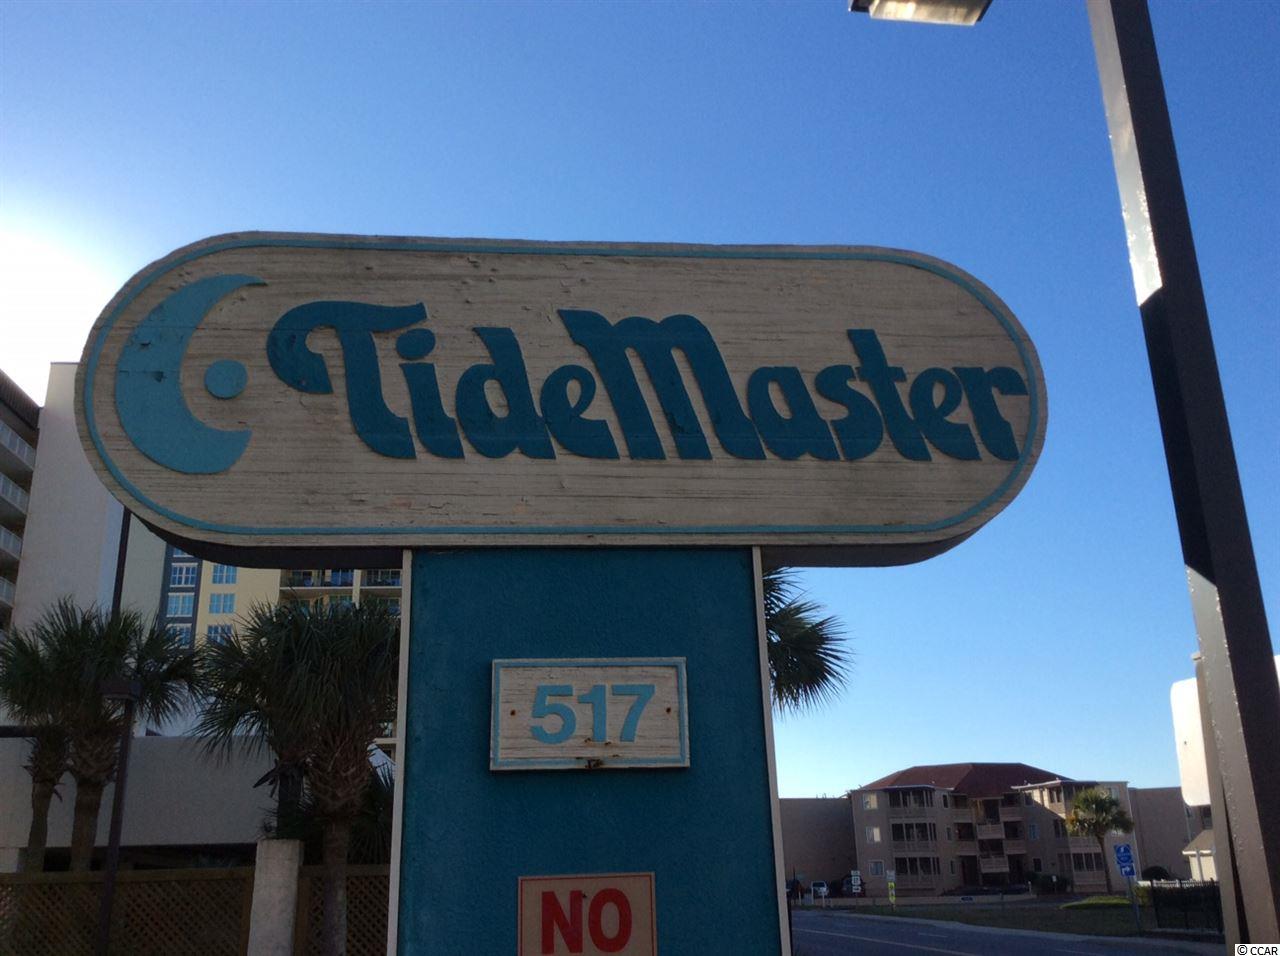 TideMaster
517
NO
© CCAR